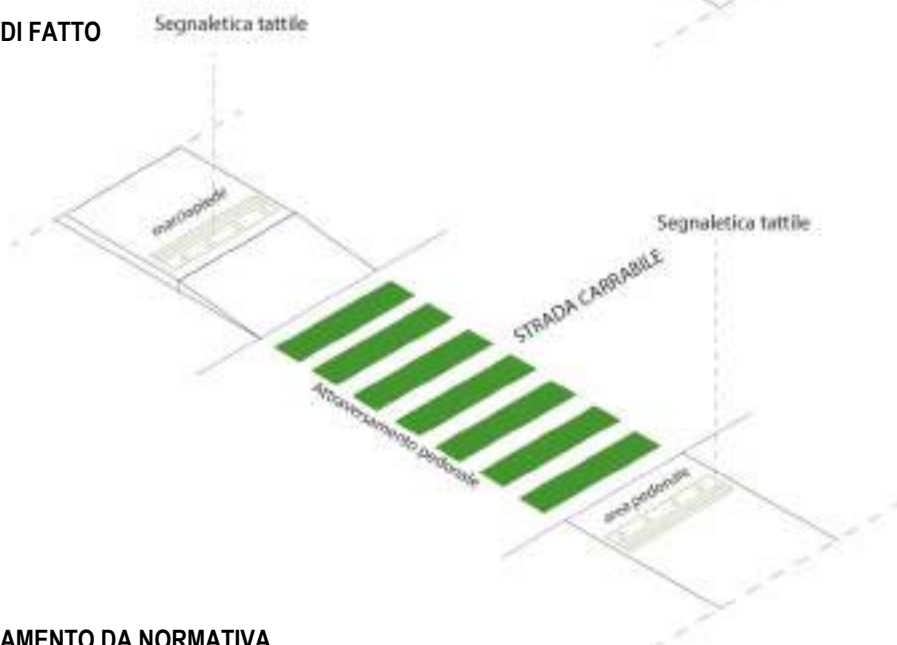 DI FATTO
Segnaletica tattile
marciapiede
Segnaletica tattile
STRADA CARRABILE
Attraversamento pedonale
area pedonale
AMENTO DA NORMATIVA